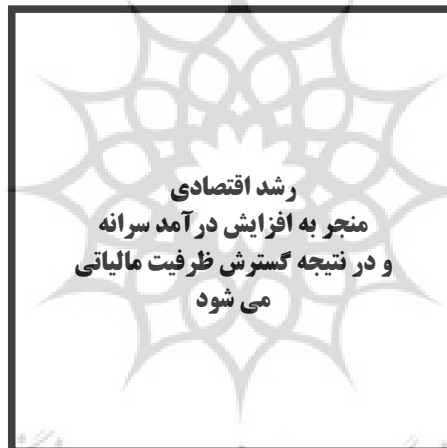 رشد اقتصادی
منجر به افزایش درآمد سرانه
و در نتیجه گسترش ظرفیت مالیاتی
می شود